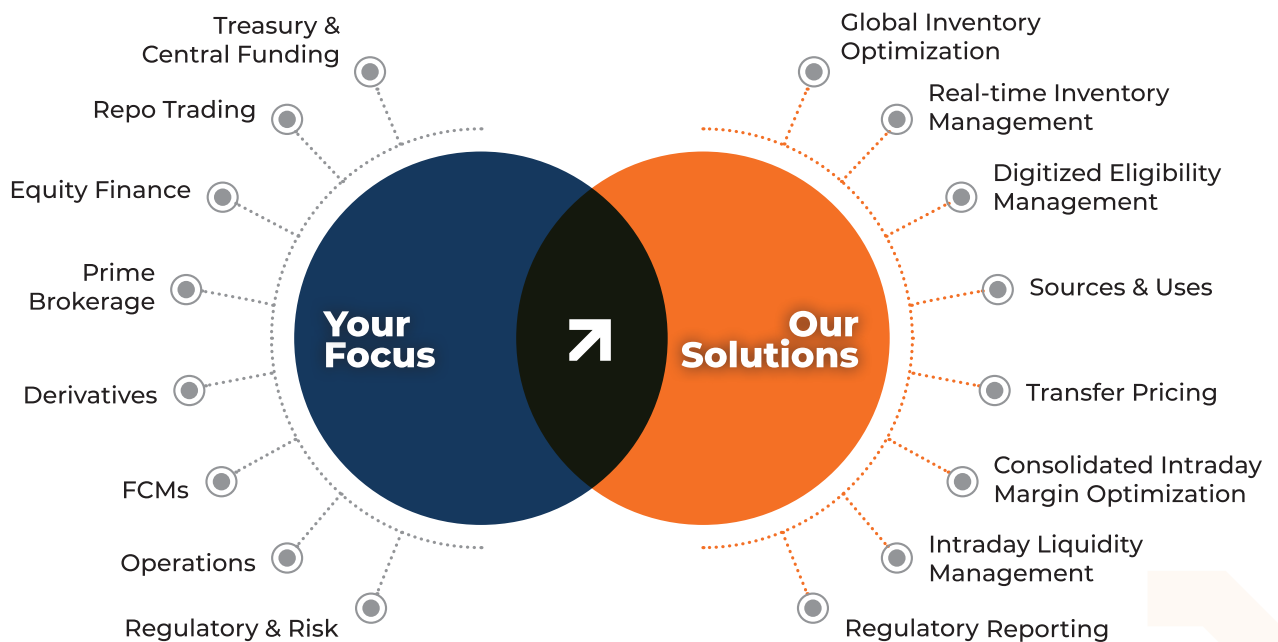 Treasury &
Central Funding
Repo Trading
Equity Finance
Prime
Brokerage
Derivatives
FCMs
Operations
Regulatory & Risk
Your
Focus
Our
Solutions
Global Inventory
Optimization
Real-time Inventory
Management
Digitized Eligibility
Management
Sources & Uses
Transfer Pricing
Consolidated Intraday
Margin Optimization
Intraday Liquidity
Management
Regulatory Reporting